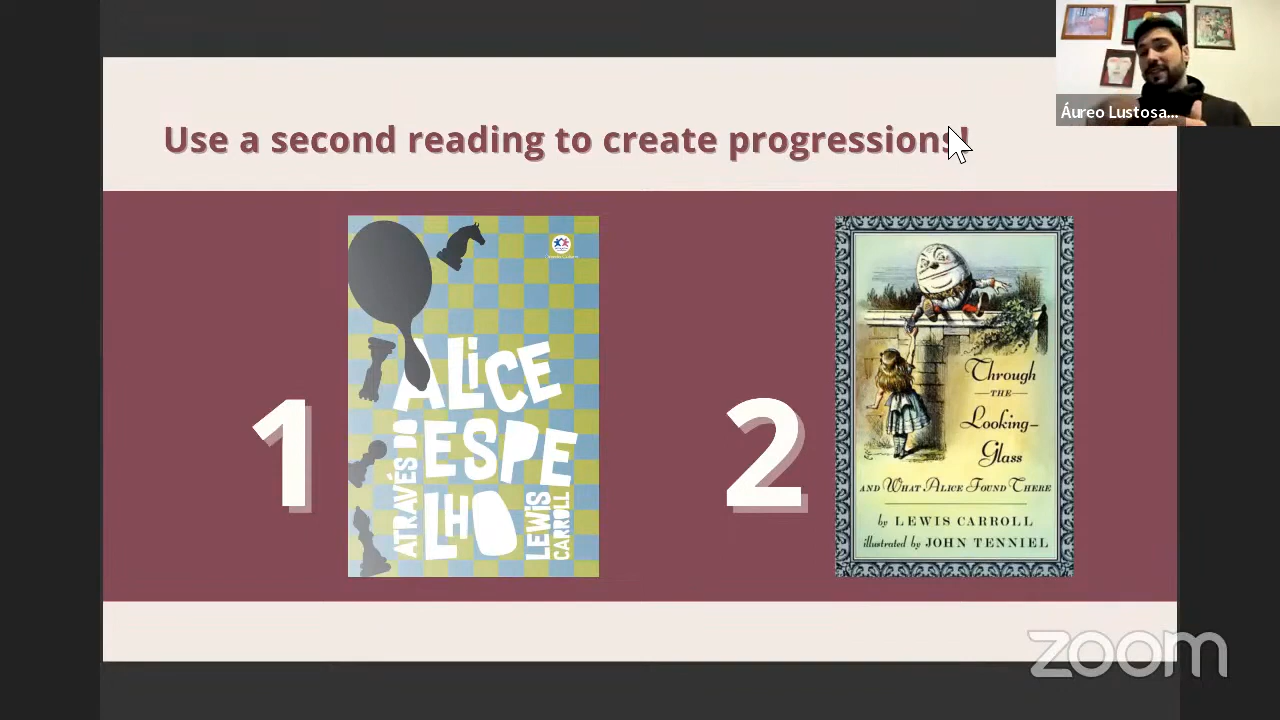 Use a second reading to create progressions!
Áureo Lustosa...
1
ALICE
ATRAVÉS DO
ESPE
LHO
LEWIS
CARROLL
2
Through
THE
Looking-
Glass
AND WHAT ALICE FOUND THERE
by LEWIS CARROLL
illustrated by JOHN TENNIEL
zoom